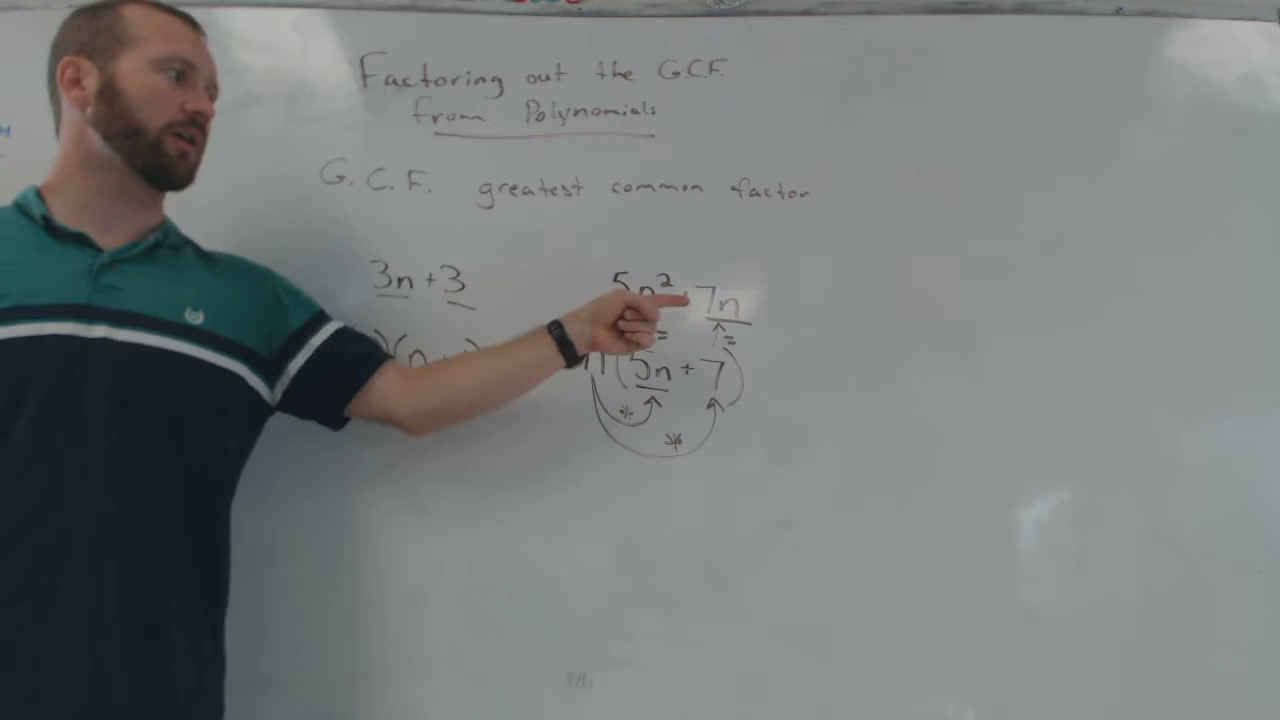 Factoring out the G.C.F.
from Polynomials
G.C.F. greatest common factor
3n + 3
5n² + 7n
n(5n + 7)